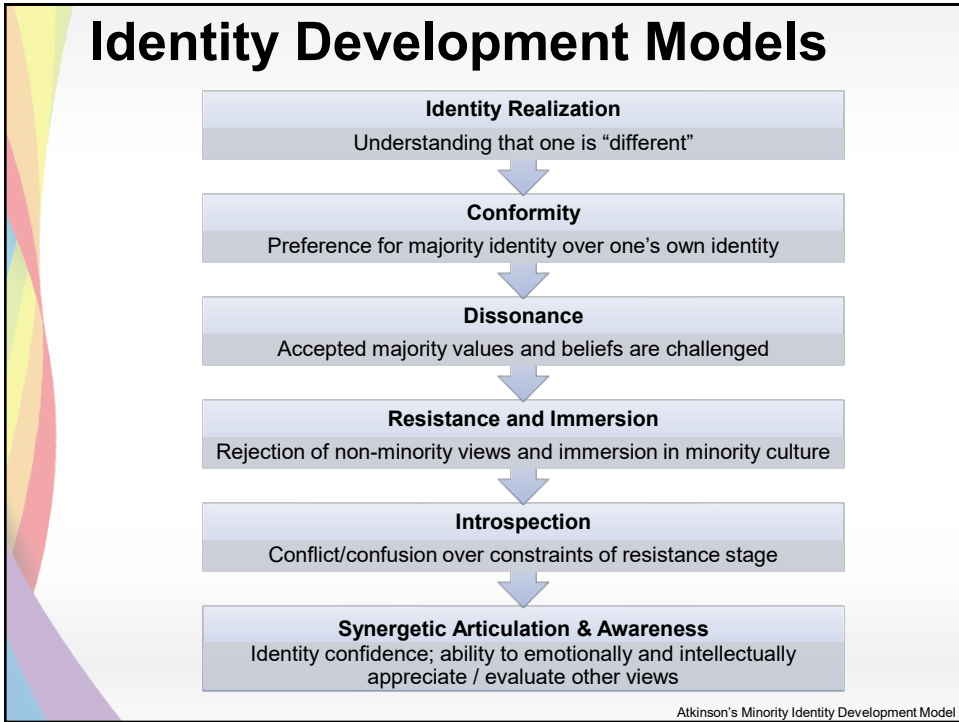 Identity Development Models
Identity Realization
Understanding that one is “different”
Conformity
Preference for majority identity over one’s own identity
Dissonance
Accepted majority values and beliefs are challenged
Resistance and Immersion
Rejection of non-minority views and immersion in minority culture
Introspection
Conflict/confusion over constraints of resistance stage
Synergetic Articulation & Awareness
Identity confidence; ability to emotionally and intellectually
appreciate / evaluate other views
Atkinson’s Minority Identity Development Model